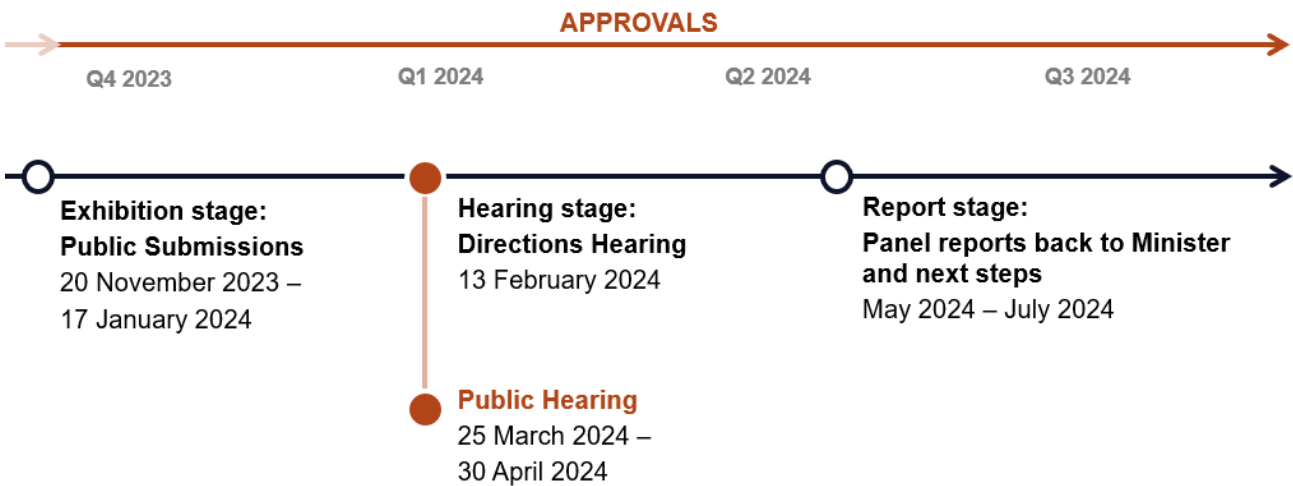 APPROVALS
Q4 2023
Q1 2024
Q2 2024
Q3 2024
Exhibition stage:
Public Submissions
20 November 2023 –
17 January 2024
Hearing stage:
Directions Hearing
13 February 2024
Public Hearing
25 March 2024 –
30 April 2024
Report stage:
Panel reports back to Minister
and next steps
May 2024 – July 2024